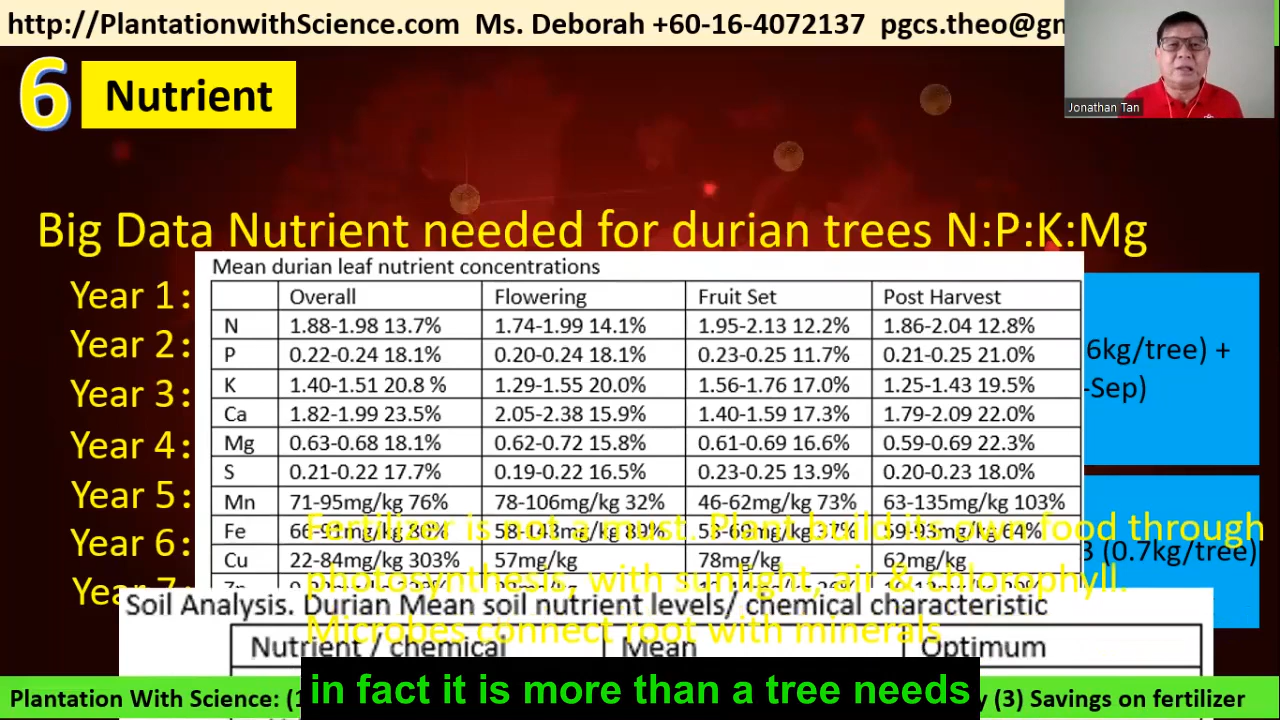 http://PlantationwithScience.com Ms. Deborah +60-16-4072137 pgcs.theo@gm
Jonathan Tan
6 Nutrient
Big Data Nutrient needed for durian trees N:P:K:Mg
Year 1:
Year 2:
Year 3:
Year 4:
Year 5:
Year 6:
Year 7:
Mean durian leaf nutrient concentrations
Overall Flowering Fruit Set Post Harvest
N 1.88-1.98 13.7% 1.74-1.99 14.1% 1.95-2.13 12.2% 1.86-2.04 12.8%
P 0.22-0.24 18.1% 0.20-0.24 18.1% 0.23-0.25 11.7% 0.21-0.25 21.0%
K 1.40-1.51 20.8 % 1.29-1.55 20.0% 1.56-1.76 17.0% 1.25-1.43 19.5%
Ca 1.82-1.99 23.5% 2.05-2.38 15.9% 1.40-1.59 17.3% 1.79-2.09 22.0%
Mg 0.63-0.68 18.1% 0.62-0.72 15.8% 0.61-0.69 16.6% 0.59-0.69 22.3%
S 0.21-0.22 17.7% 0.19-0.22 16.5% 0.23-0.25 13.9% 0.20-0.23 18.0%
Mn 71-95mg/kg 76% 78-106mg/kg 32% 46-62mg/kg 73% 63-135mg/kg 103%
Fe
Cu 22-84mg/kg 303% 57mg/kg 78mg/kg 62mg/kg
6kg/tree) +
-Sep)
(0.7kg/tree)
Fertilizer is not a must. Plant build its own food through
photosynthesis, with sunlight, air & chlorophyll.
Microbes connect root with minerals
Soil Analysis. Durian Mean soil nutrient levels/ chemical characteristic
Nutrient / chemical Mean Optimum
in fact it is more than a tree needs
Plantation With Science: (3) Savings on fertilizer